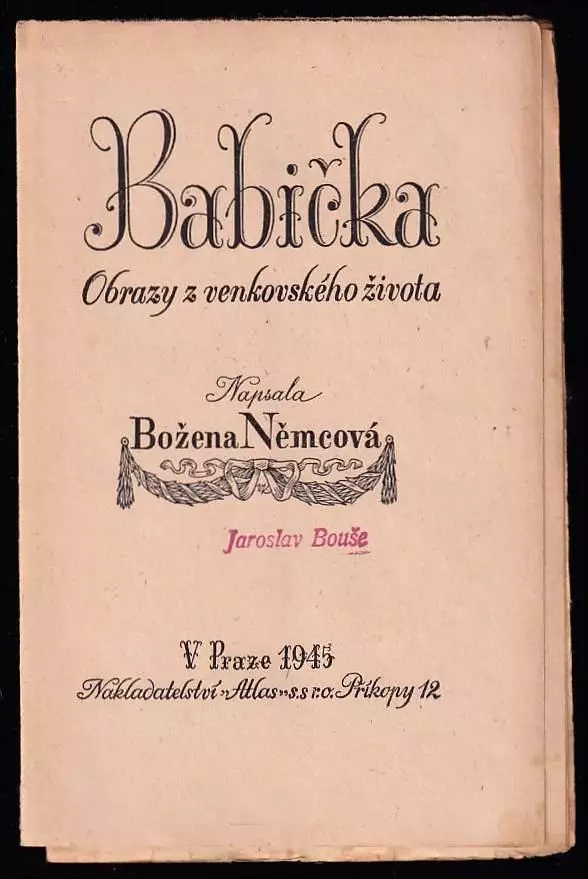 Babička
Obrazy z venkovského života
Napsala
Božena Němcová
Jaroslav Bouše
V Praze 1945
Nakladatelství „Atlas“ s.s r.o. Příkopy 12